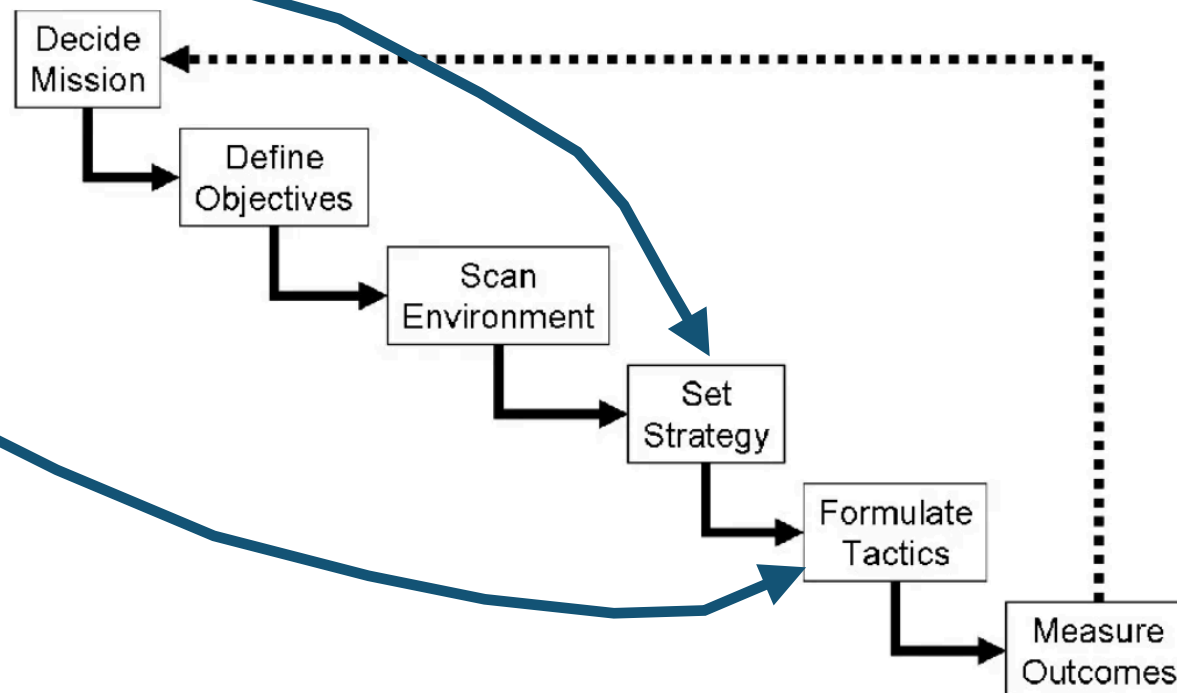 Decide
Mission
Define
Objectives
Scan
Environment
Set
Strategy
Formulate
Tactics
Measure
Outcomes